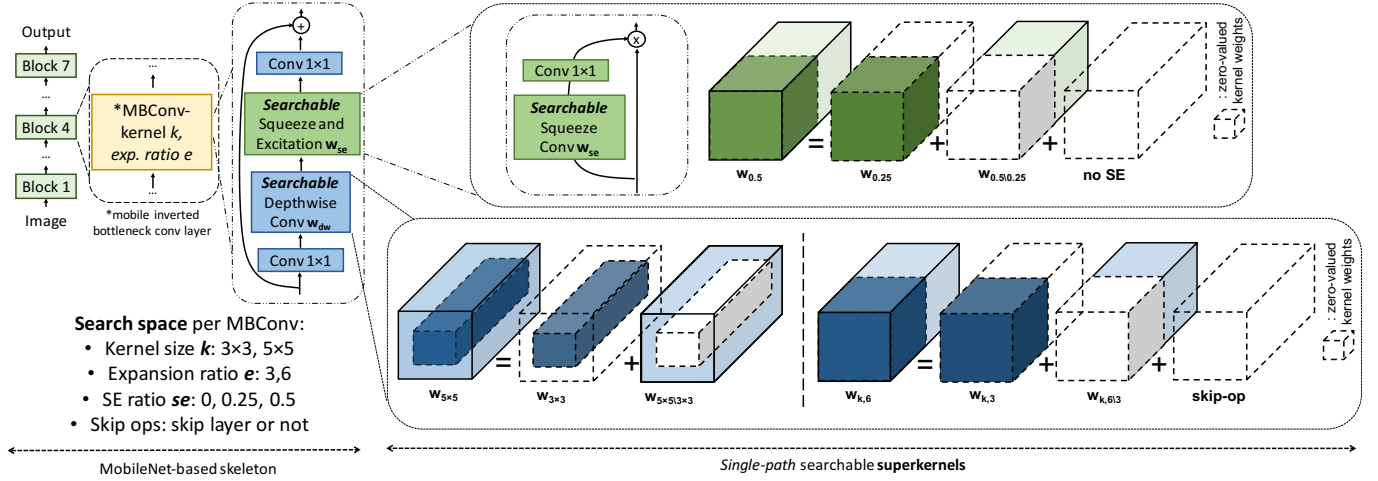 Output
Block 7
...
Block 4
...
Block 1
Image
...
*MBConv-
kernel k,
exp. ratio e
...
*mobile inverted
bottleneck conv layer
+
Conv 1×1
Searchable
Squeeze and
Excitation w_se
Searchable
Depthwise
Conv w_dw
Conv 1×1
x
Conv 1×1
Searchable
Squeeze
Conv w_se
=
+
+
w_0.5
w_0.25
w_0.5\0.25
no SE
: zero-valued
kernel weights
=
+
w_5×5
w_3×3
w_5×5\3×3
=
+
+
w_k,6
w_k,3
w_k,6\3
skip-op
: zero-valued
kernel weights
Search space per MBConv:
• Kernel size k: 3×3, 5×5
• Expansion ratio e: 3,6
• SE ratio se: 0, 0.25, 0.5
• Skip ops: skip layer or not
MobileNet-based skeleton
Single-path searchable superkernels